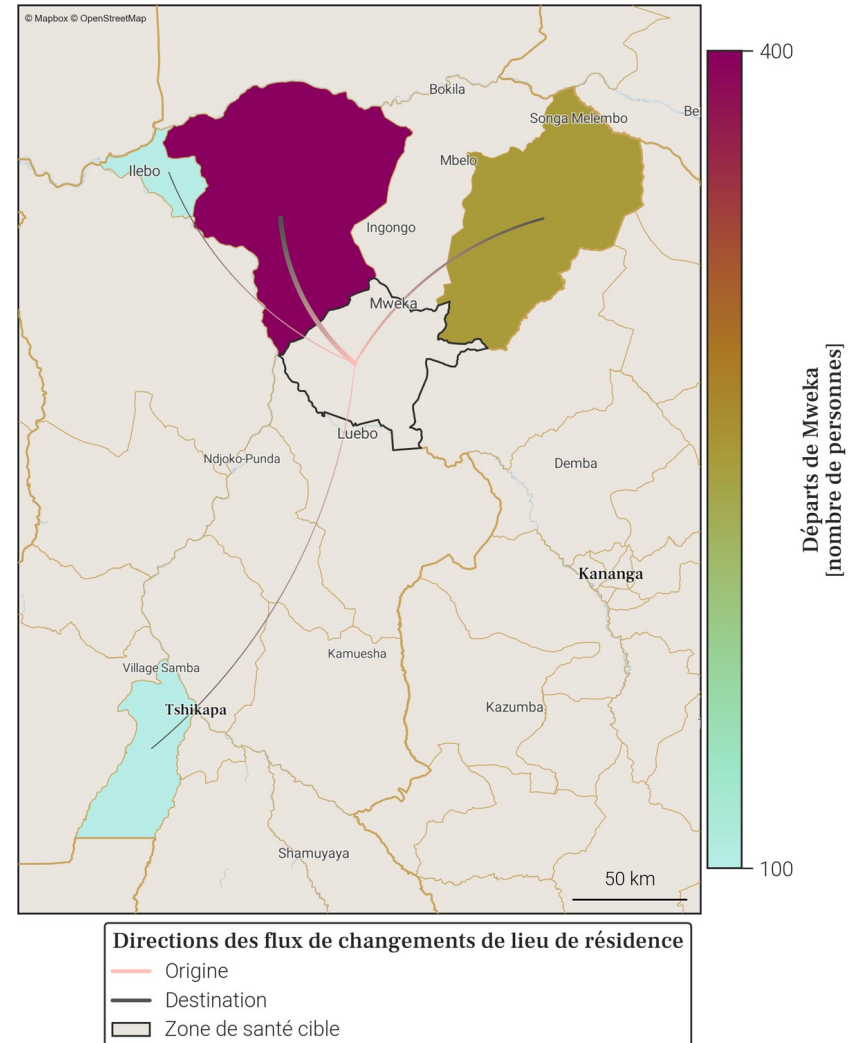 © Mapbox © OpenStreetMap
400
Bokila
Songa Melembo
Be
Mbelo
Ilebo
Ingongo
Mweka
Luebo
Ndjoko-Punda
Demba
Départs de Mweka
[nombre de personnes]
Kananga
Kamuesha
Village Samba
Tshikapa
Kazumba
Shamuyaya
50 km
100
Directions des flux de changements de lieu de résidence
Origine
Destination
Zone de santé cible